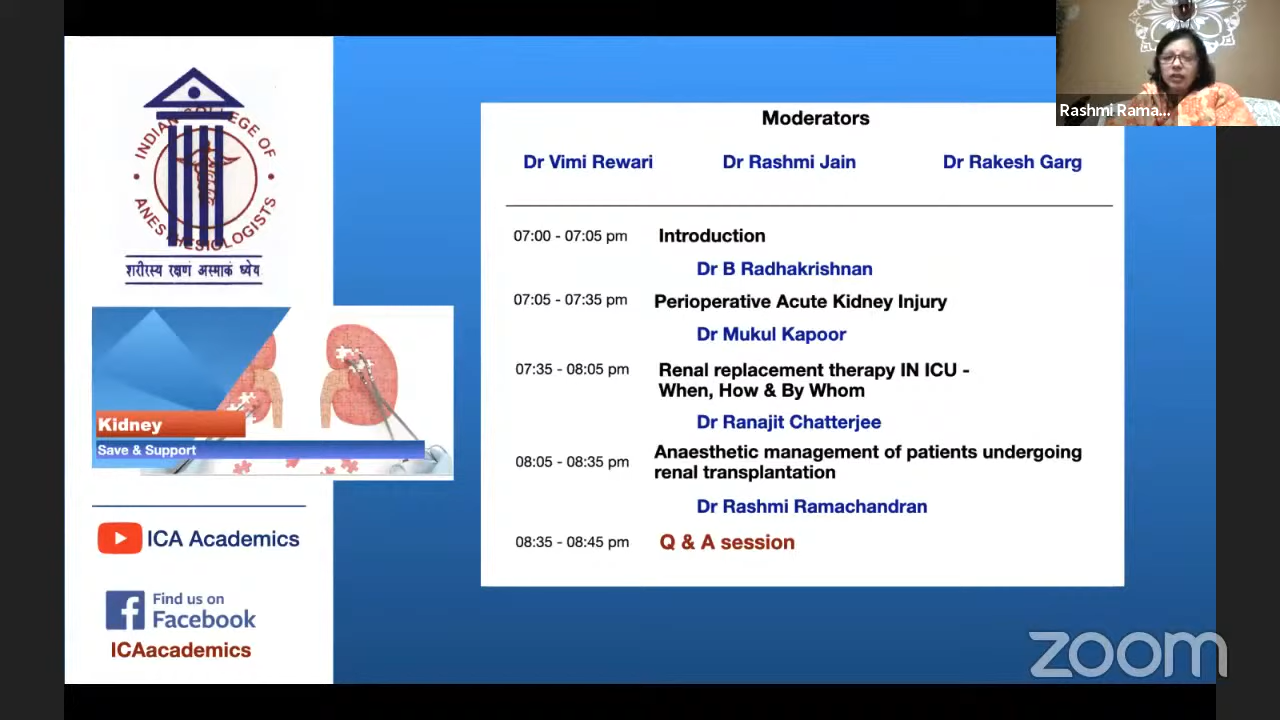 Rashmi Rama...
INDIAN COLLEGE OF
ANESTHESIOLOGISTS
शरीरस्य रक्षणं अस्माकं ध्येय
Kidney
Save & Support
ICA Academics
Find us on
Facebook
ICAacademics
Moderators
Dr Vimi Rewari Dr Rashmi Jain Dr Rakesh Garg
07:00 - 07:05 pm Introduction
Dr B Radhakrishnan
07:05 - 07:35 pm Perioperative Acute Kidney Injury
Dr Mukul Kapoor
07:35 - 08:05 pm Renal replacement therapy IN ICU -
When, How & By Whom
Dr Ranajit Chatterjee
08:05 - 08:35 pm Anaesthetic management of patients undergoing
renal transplantation
Dr Rashmi Ramachandran
08:35 - 08:45 pm Q & A session
zoom